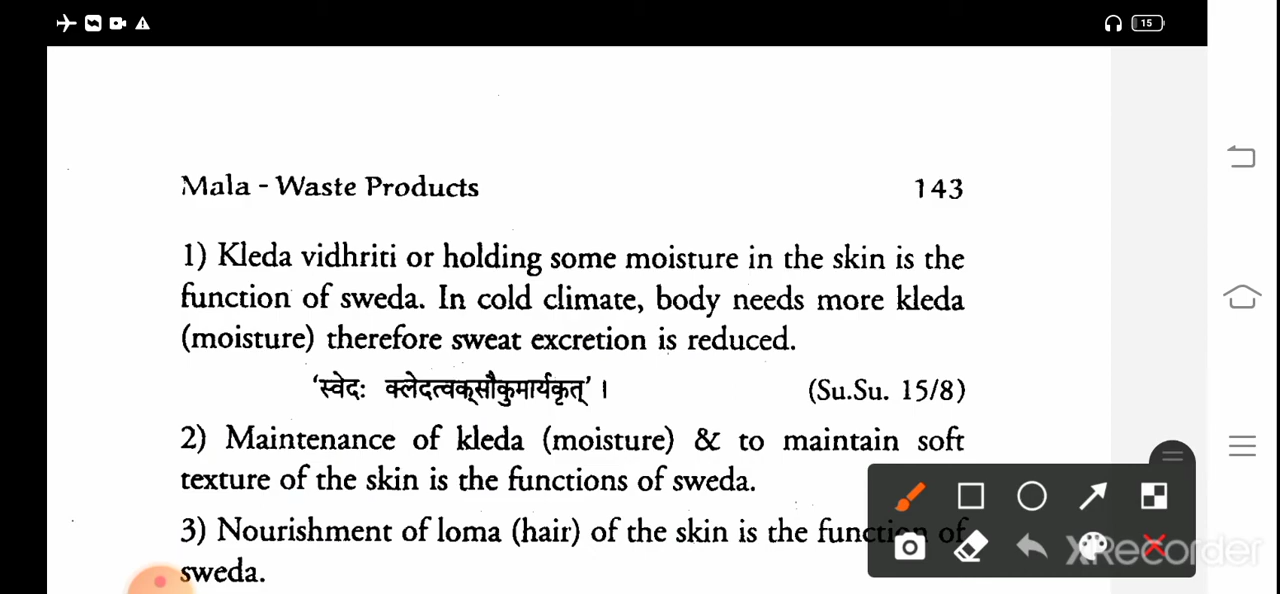 15
Mala - Waste Products 143
1) Kleda vidhriti or holding some moisture in the skin is the
function of sweda. In cold climate, body needs more kleda
(moisture) therefore sweat excretion is reduced.
'स्वेदः क्लेदत्वक्सौकुमार्यकृत्' । (Su.Su. 15/8)
2) Maintenance of kleda (moisture) & to maintain soft
texture of the skin is the functions of sweda.
3) Nourishment of loma (hair) of the skin is the function of
sweda.
XRecorder